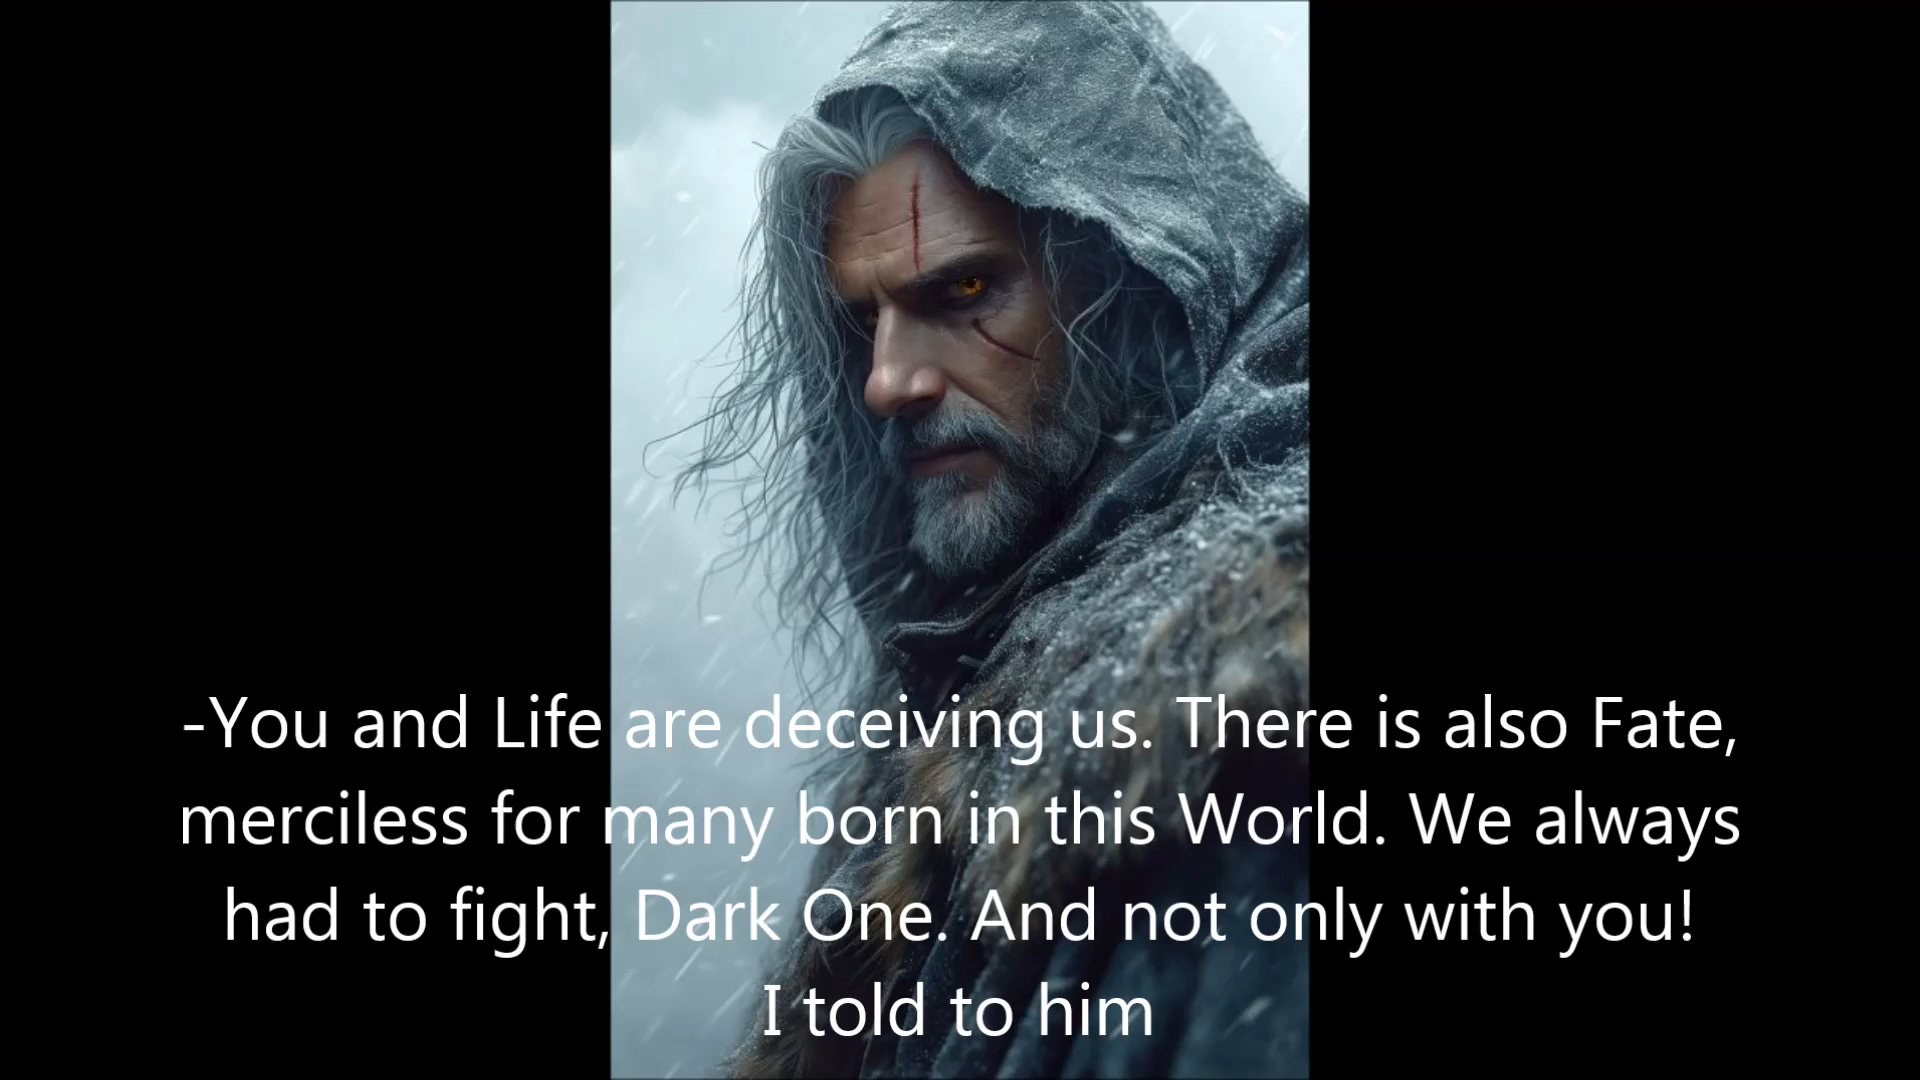 -You and Life are deceiving us. There is also Fate,
merciless for many born in this World. We always
had to fight, Dark One. And not only with you!
I told to him